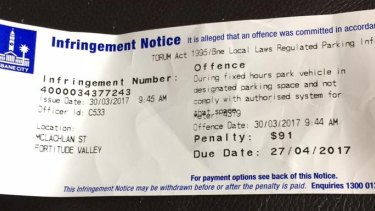 Infringement Notice It is alleged that an offence was committed in accordan
BANE CITY
TORUM Act 1995/Bne Local Laws Regulated Parking Inf
Offence
Infringement Number:
4000034377243
During fixed hours park vehicle in
designated parking space and not
comply with authorised system for
that space
Issue Date: 30/03/2017 9:45 AM
Officer Id: C533
Offence Date: 30/03/2017 9:44 AM
Location:
MCLACHLAN ST
FORTITUDE VALLEY
Penalty: $91
Due Date: 27/04/2017
For payment options see back of this Notice.
This Infringement Notice may be withdrawn before or after the penalty is paid. Enquiries 1300 01